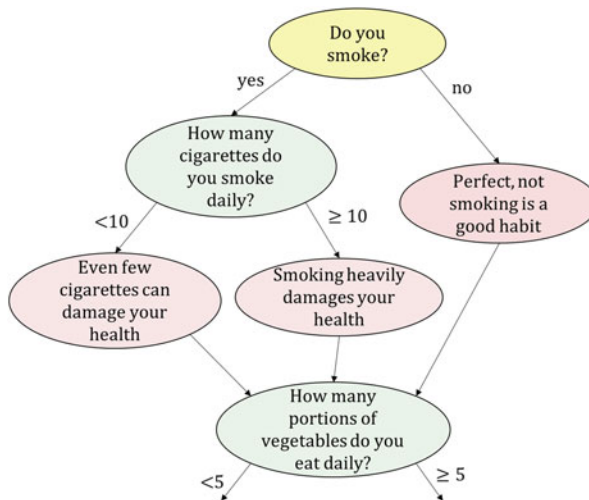 Do you
smoke?
yes
no
How many
cigarettes do
you smoke
daily?
Perfect, not
smoking is a
good habit
<10
≥ 10
Even few
cigarettes can
damage your
health
Smoking heavily
damages your
health
How many
portions of
vegetables do you
eat daily?
<5
≥ 5